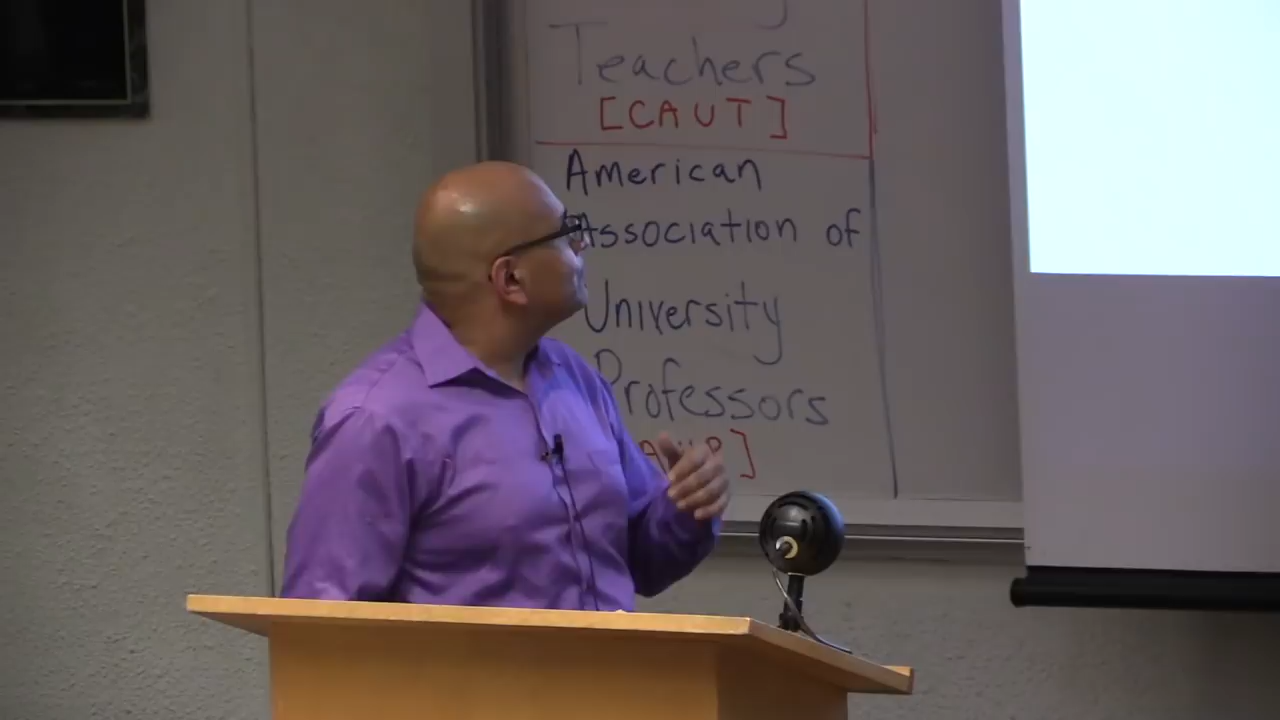 Teachers
[CAUT]
American
Association of
University
Professors